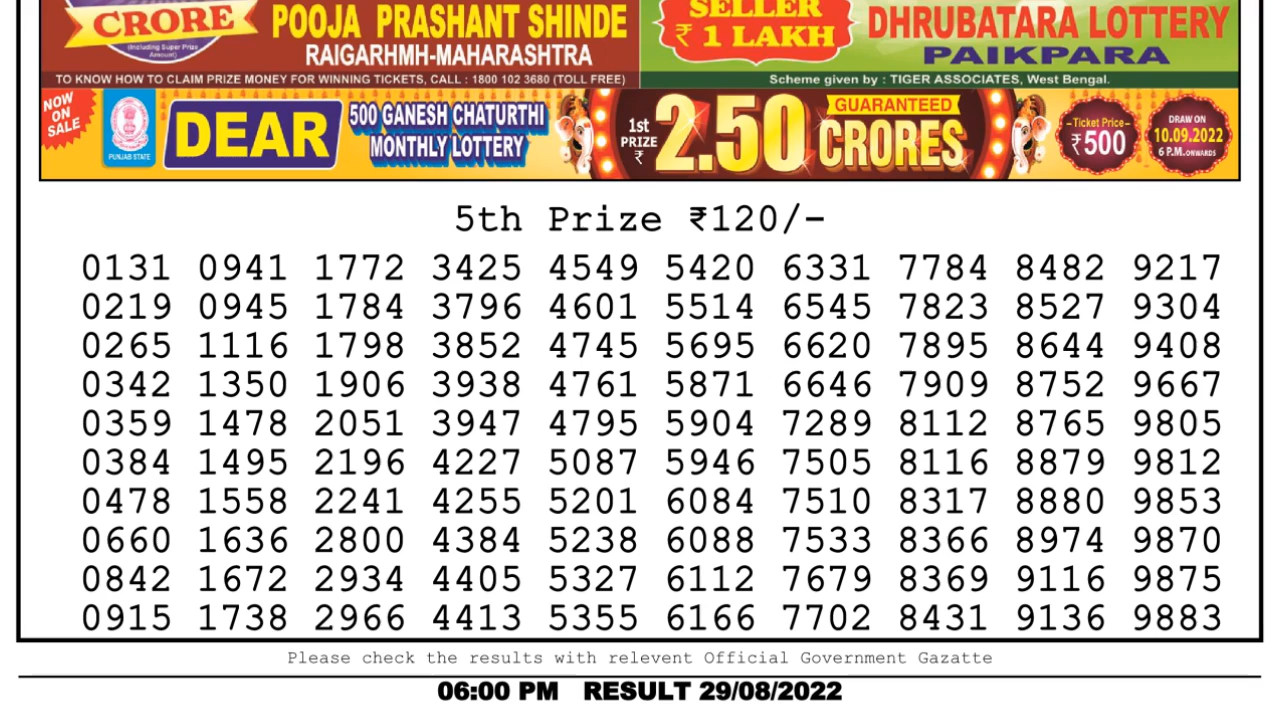 CRORE
(Including Super Prize
Amount)
POOJA PRASHANT SHINDE
RAIGARHMH-MAHARASHTRA
SELLER
₹ 1 LAKH
DHRUBATARA LOTTERY
PAIKPARA
TO KNOW HOW TO CLAIM PRIZE MONEY FOR WINNING TICKETS, CALL : 1800 102 3680 (TOLL FREE)
Scheme given by : TIGER ASSOCIATES, West Bengal.
NOW
ON
SALE
PUNJAB STATE
DEAR
500 GANESH CHATURTHI
MONTHLY LOTTERY
1st
PRIZE
₹
2.50
GUARANTEED
CRORES
-Ticket Price-
₹500
DRAW ON
10.09.2022
6 P.M. ONWARDS
5th Prize ₹120/-
0131 0941 1772 3425 4549 5420 6331 7784 8482 9217
0219 0945 1784 3796 4601 5514 6545 7823 8527 9304
0265 1116 1798 3852 4745 5695 6620 7895 8644 9408
0342 1350 1906 3938 4761 5871 6646 7909 8752 9667
0359 1478 2051 3947 4795 5904 7289 8112 8765 9805
0384 1495 2196 4227 5087 5946 7505 8116 8879 9812
0478 1558 2241 4255 5201 6084 7510 8317 8880 9853
0660 1636 2800 4384 5238 6088 7533 8366 8974 9870
0842 1672 2934 4405 5327 6112 7679 8369 9116 9875
0915 1738 2966 4413 5355 6166 7702 8431 9136 9883
Please check the results with relevent Official Government Gazatte
06:00 PM RESULT 29/08/2022